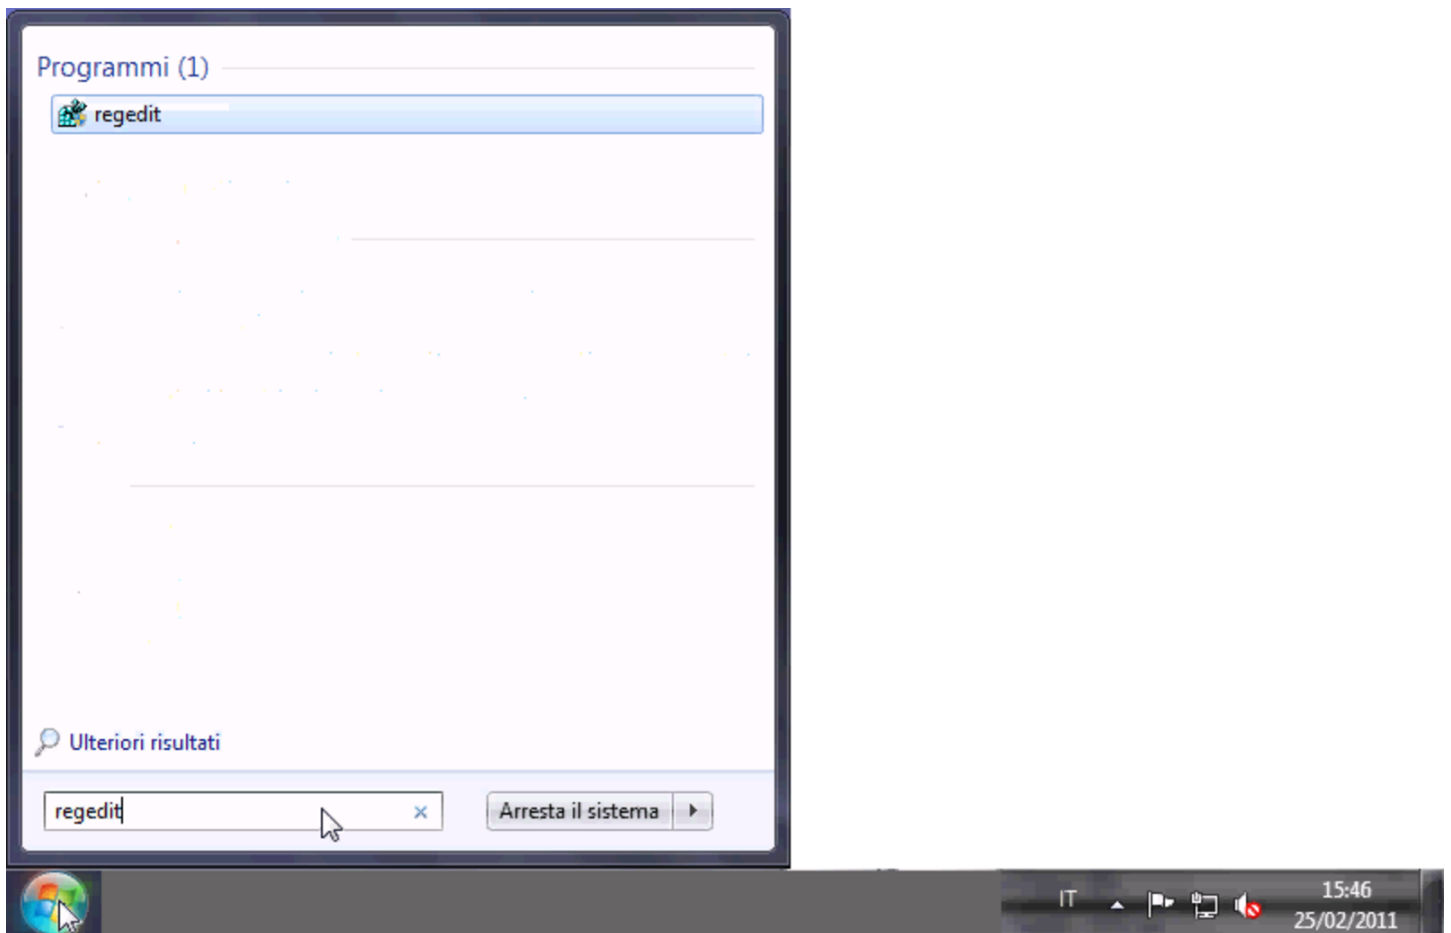 Programmi (1)
regedit
Ulteriori risultati
regedit
Arresta il sistema
IT
15:46
25/02/2011